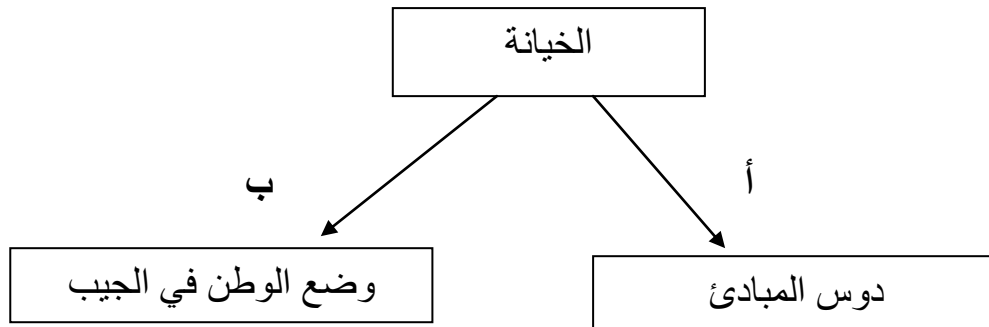 الخيانة
أ
ب
دوس المبادئ
وضع الوطن في الجيب